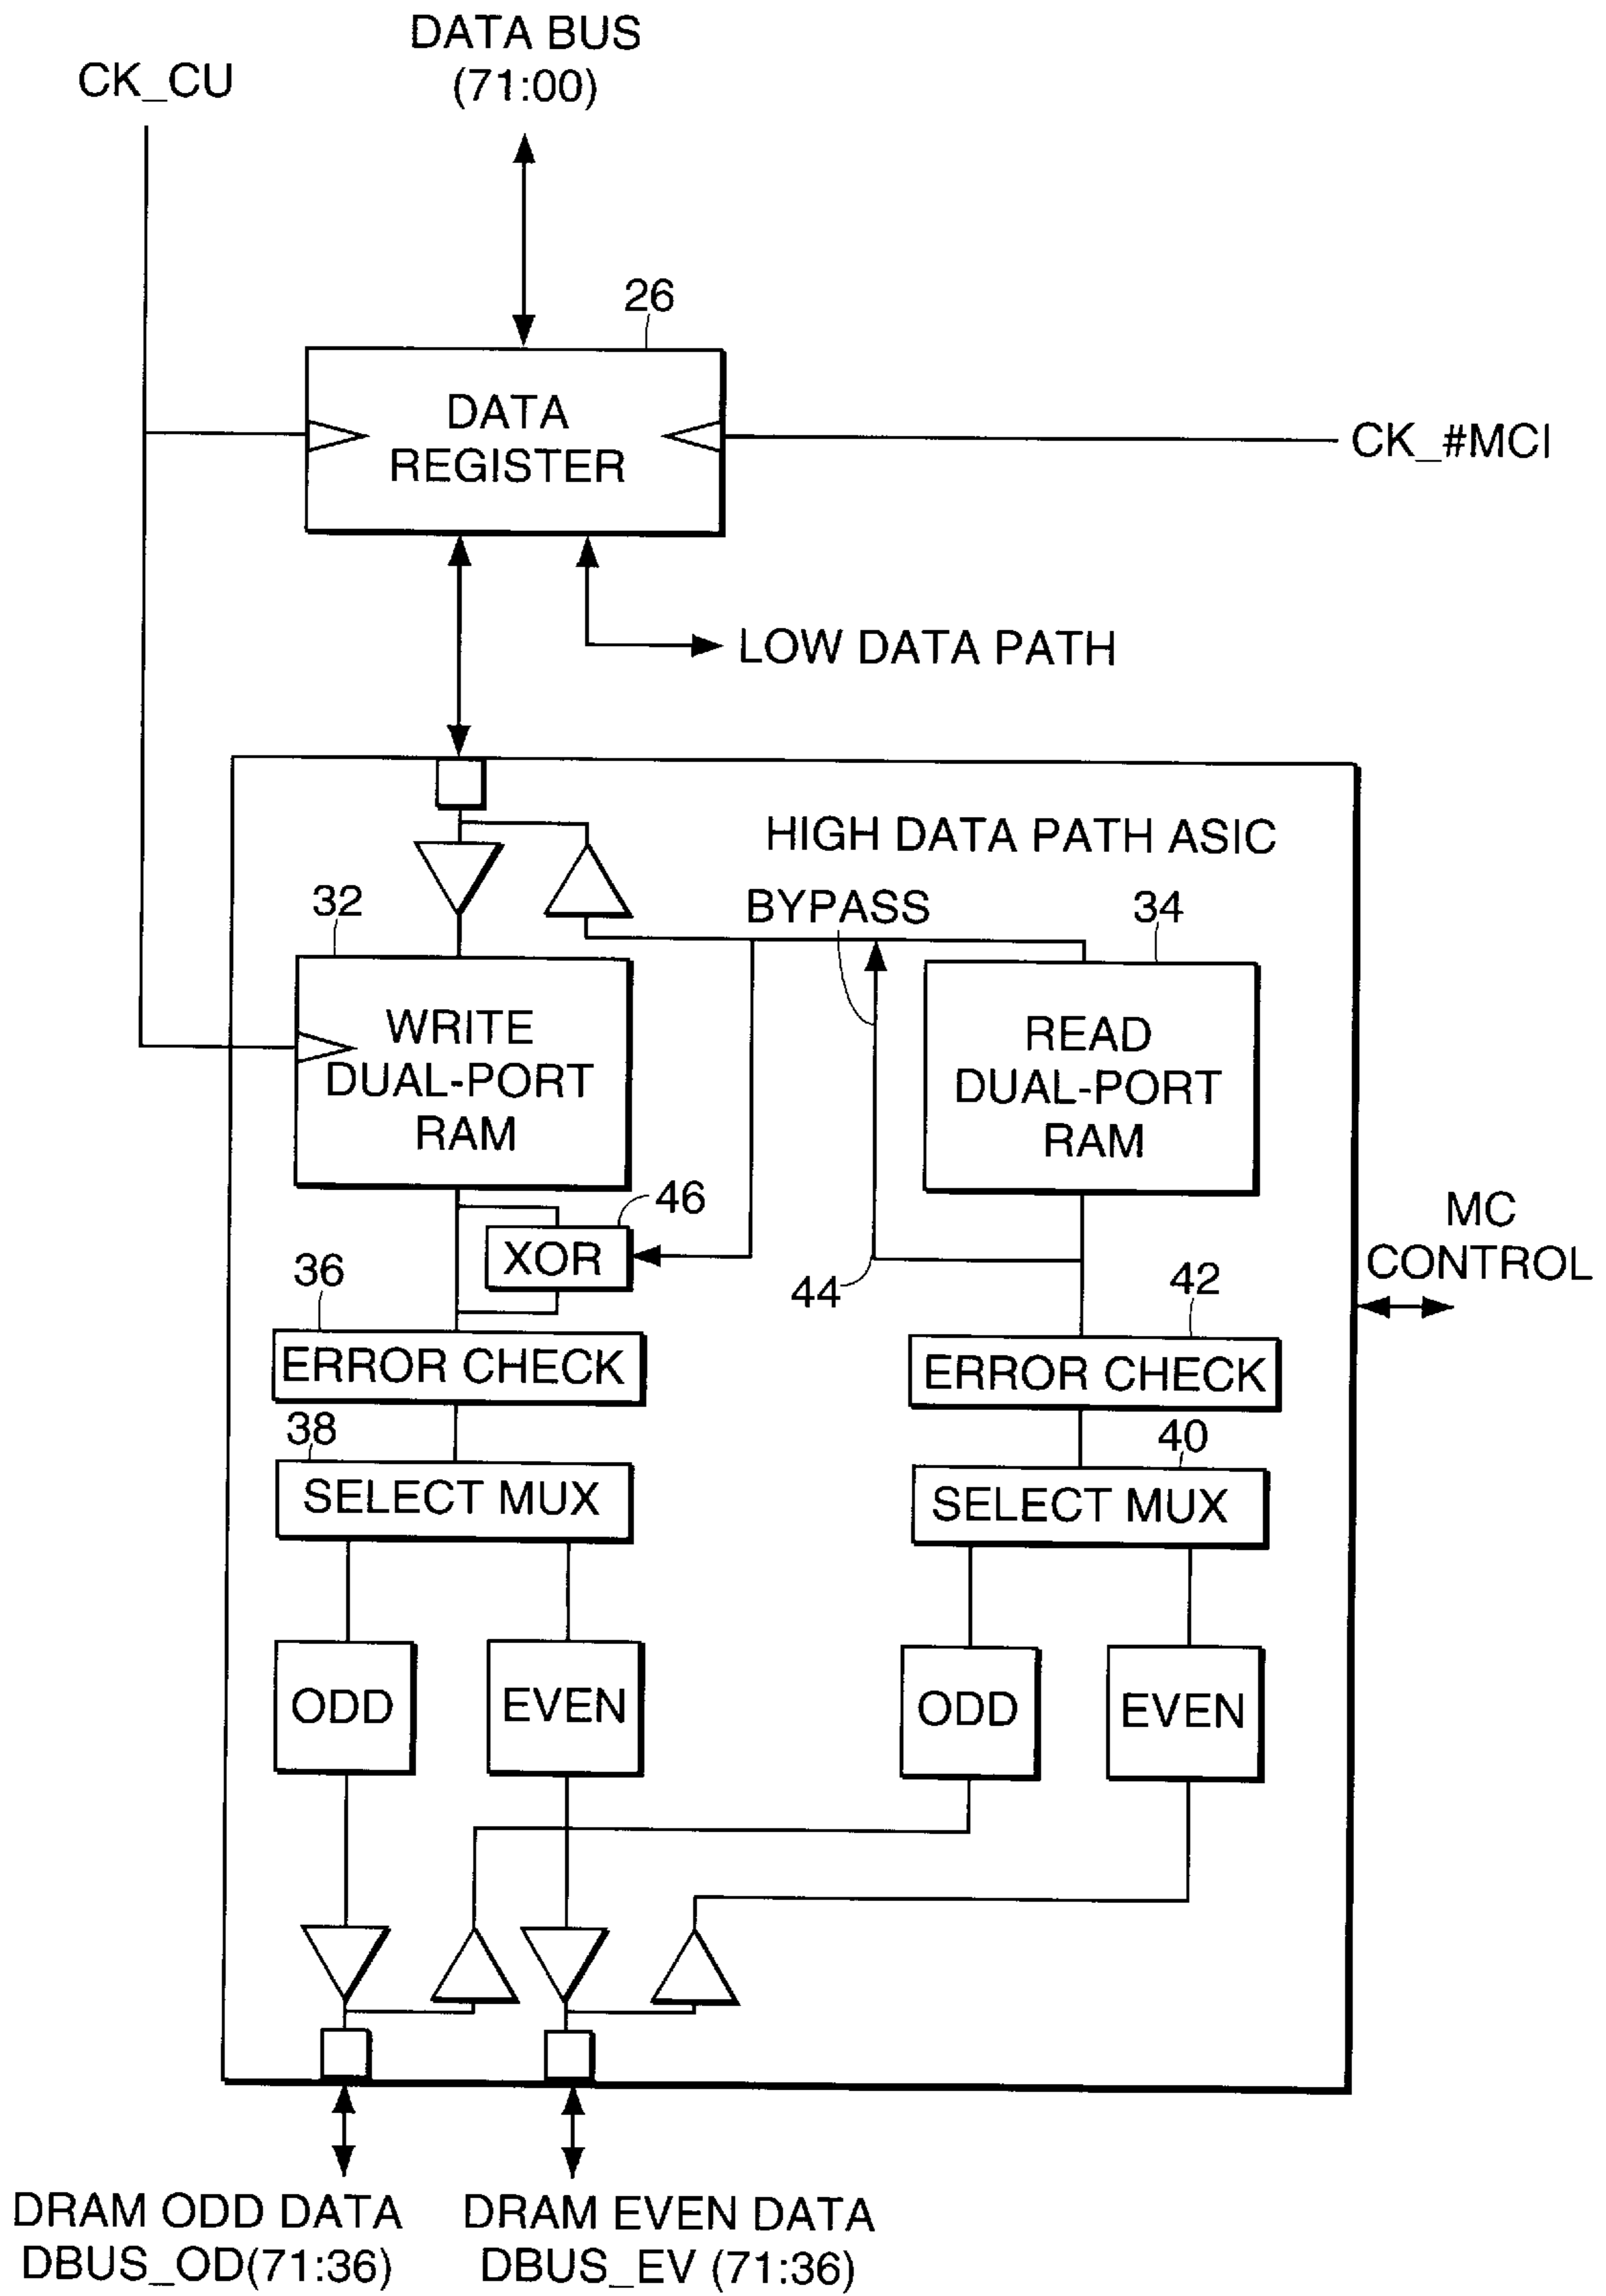 DATA BUS
(71:00)
CK_CU
26
DATA
REGISTER
CK_#MCI
LOW DATA PATH
HIGH DATA PATH ASIC
BYPASS
32
34
WRITE
DUAL-PORT
RAM
READ
DUAL-PORT
RAM
46
XOR
44
MC
CONTROL
36
ERROR CHECK
42
ERROR CHECK
38
SELECT MUX
40
SELECT MUX
ODD
EVEN
ODD
EVEN
DRAM ODD DATA
DBUS_OD(71:36)
DRAM EVEN DATA
DBUS_EV (71:36)